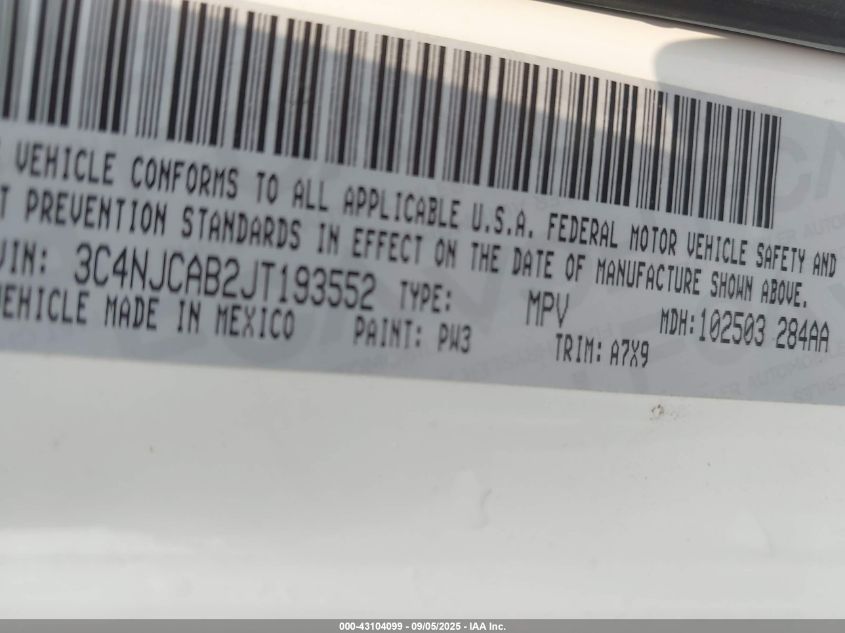 VEHICLE CONFORMS TO ALL APPLICABLE U.S.A. FEDERAL MOTOR VEHICLE SAFETY AND
PREVENTION STANDARDS IN EFFECT ON THE DATE OF MANUFACTURE SHOWN ABOVE.
VIN: 3C4NJCAB2JT193552 TYPE: MPV MDH:102503 284AA
VEHICLE MADE IN MEXICO PAINT: PW3 TRIM: A7X9
000-43104099 - 09/05/2025 - IAA Inc.